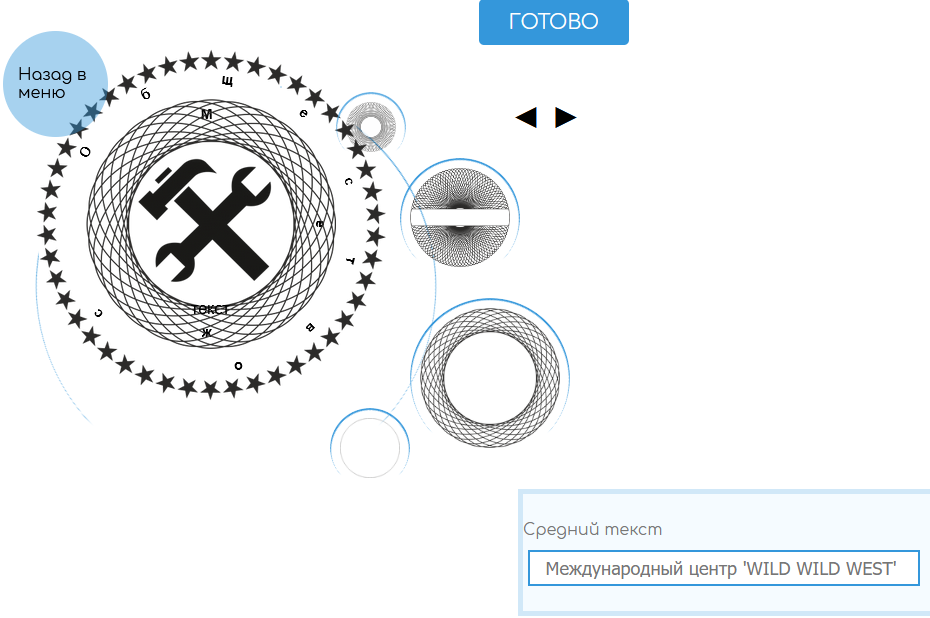 ГОТОВО
Назад в
меню
О б щ е с т в о с
М е ж
текст
Средний текст
Международный центр 'WILD WILD WEST'